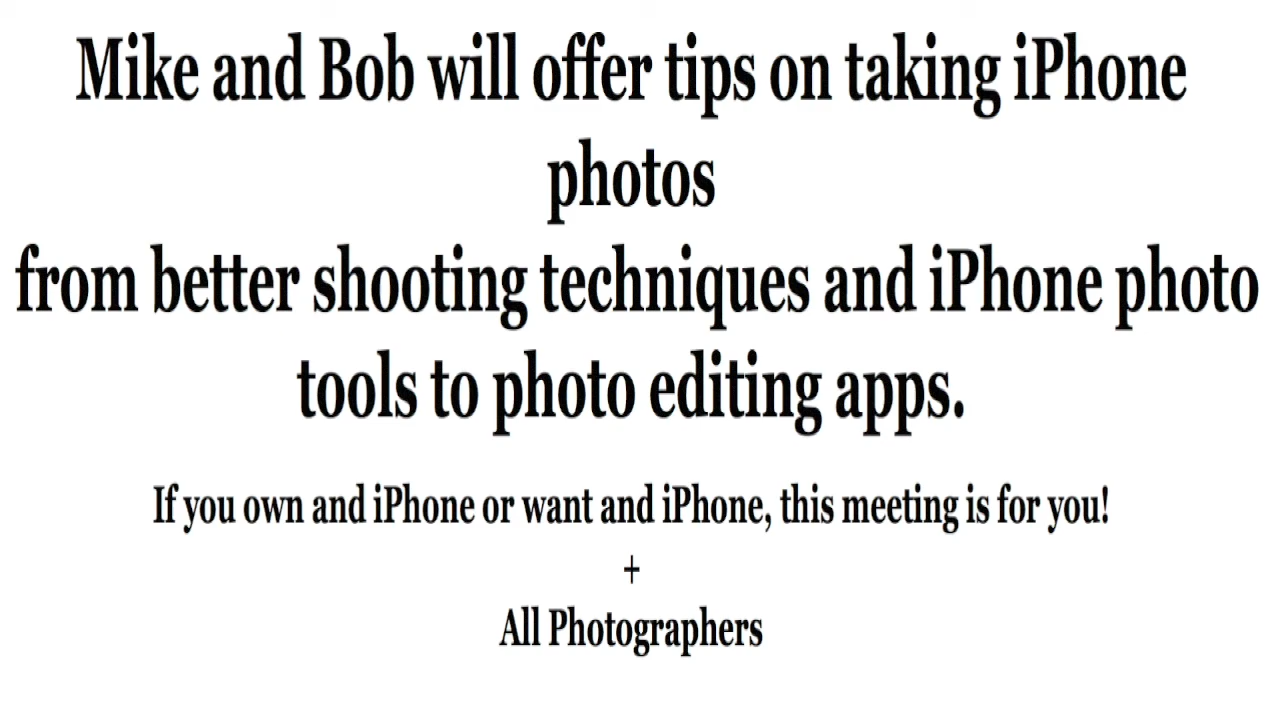 Mike and Bob will offer tips on taking iPhone
photos
from better shooting techniques and iPhone photo
tools to photo editing apps.
If you own and iPhone or want and iPhone, this meeting is for you!
+
All Photographers